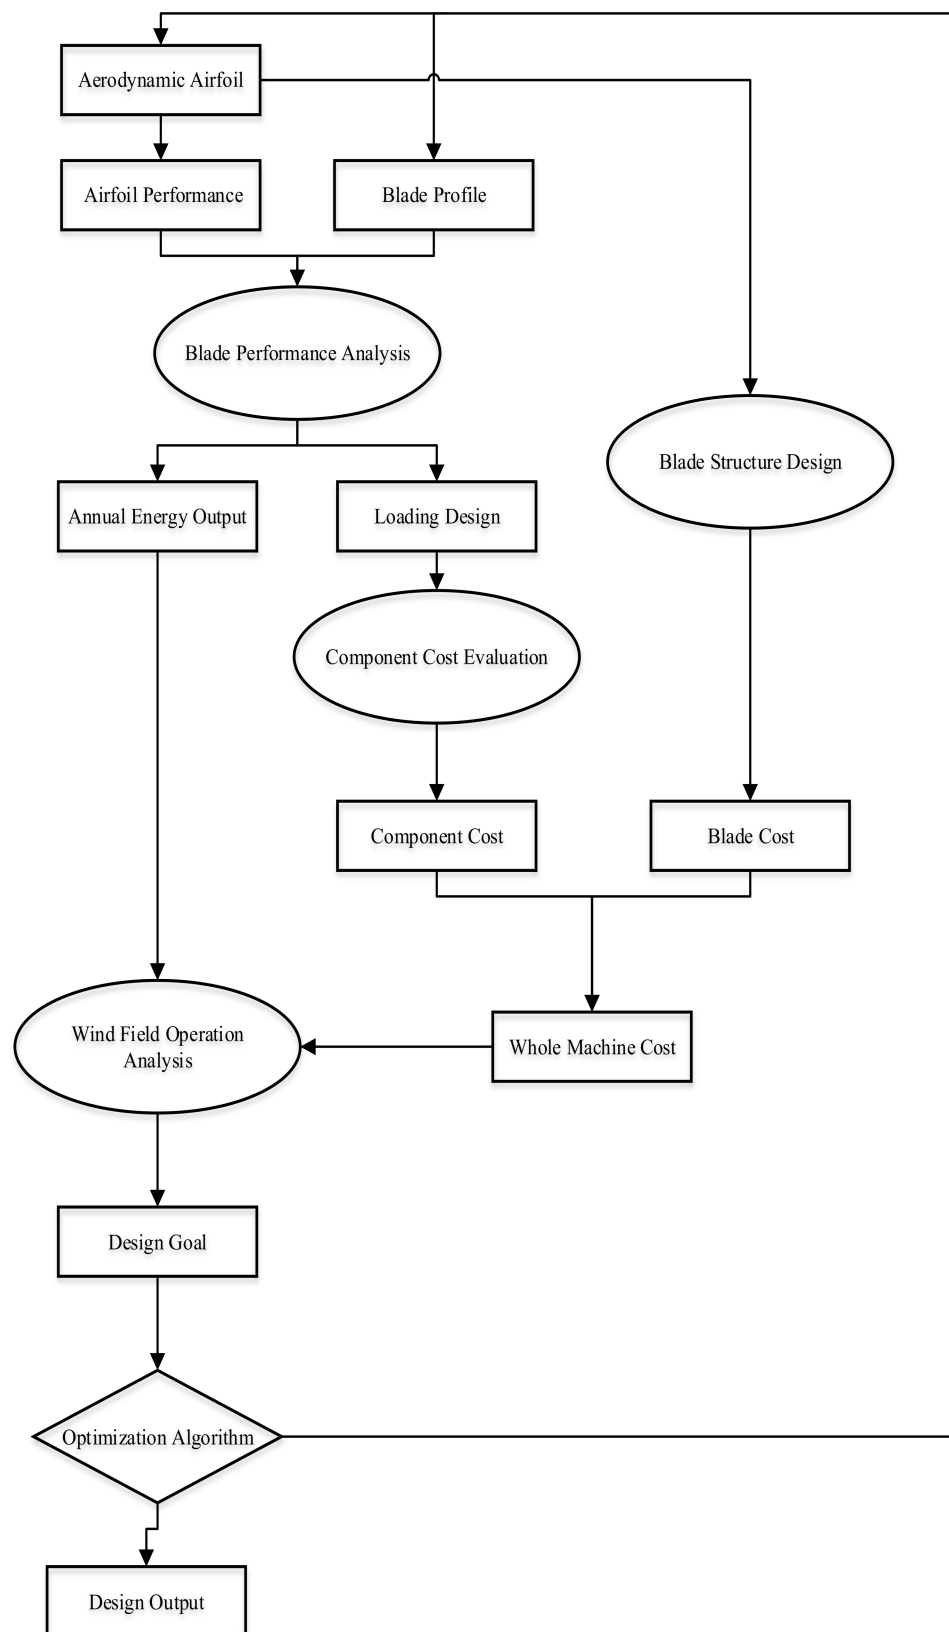 Aerodynamic Airfoil
Airfoil Performance
Blade Profile
Blade Performance Analysis
Blade Structure Design
Annual Energy Output
Loading Design
Component Cost Evaluation
Component Cost
Blade Cost
Wind Field Operation
Analysis
Whole Machine Cost
Design Goal
Optimization Algorithm
Design Output